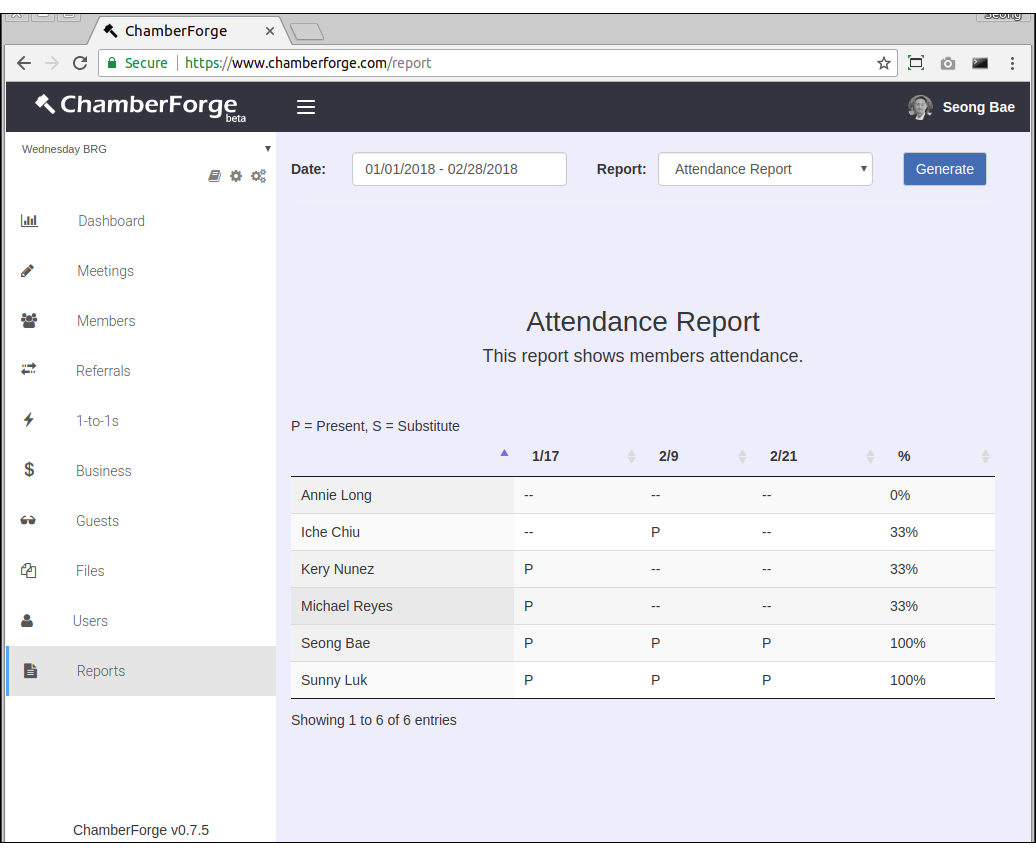 Seong
ChamberForge
Secure https://www.chamberforge.com/report
ChamberForge beta
Seong Bae
Wednesday BRG
Date: 01/01/2018 - 02/28/2018 Report: Attendance Report Generate
Dashboard
Meetings
Members
Referrals
1-to-1s
Business
Guests
Files
Users
Reports
ChamberForge v0.7.5
Attendance Report
This report shows members attendance.
P = Present, S = Substitute
1/17 2/9 2/21 %
Annie Long -- -- -- 0%
Iche Chiu -- P -- 33%
Kery Nunez P -- -- 33%
Michael Reyes P -- -- 33%
Seong Bae P P P 100%
Sunny Luk P P P 100%
Showing 1 to 6 of 6 entries